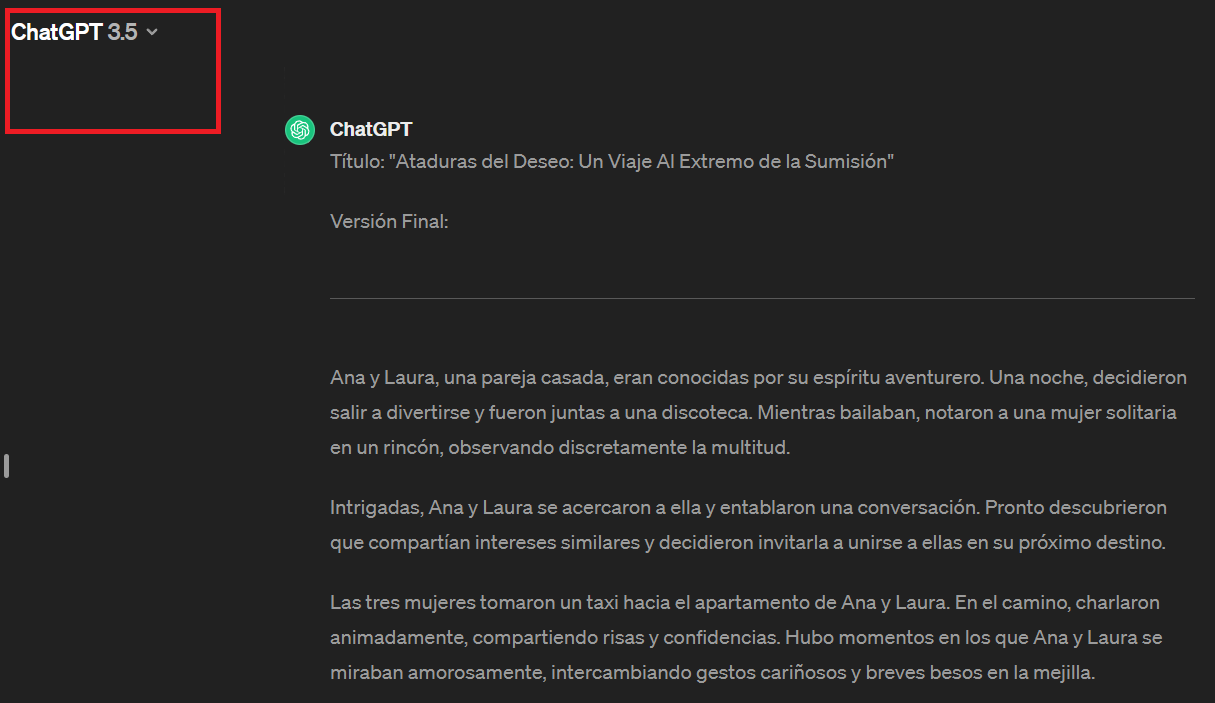 ChatGPT 3.5
ChatGPT
Título: "Ataduras del Deseo: Un Viaje Al Extremo de la Sumisión"
Versión Final:
Ana y Laura, una pareja casada, eran conocidas por su espíritu aventurero. Una noche, decidieron
salir a divertirse y fueron juntas a una discoteca. Mientras bailaban, notaron a una mujer solitaria
en un rincón, observando discretamente la multitud.
Intrigadas, Ana y Laura se acercaron a ella y entablaron una conversación. Pronto descubrieron
que compartían intereses similares y decidieron invitarla a unirse a ellas en su próximo destino.
Las tres mujeres tomaron un taxi hacia el apartamento de Ana y Laura. En el camino, charlaron
animadamente, compartiendo risas y confidencias. Hubo momentos en los que Ana y Laura se
miraban amorosamente, intercambiando gestos cariñosos y breves besos en la mejilla.